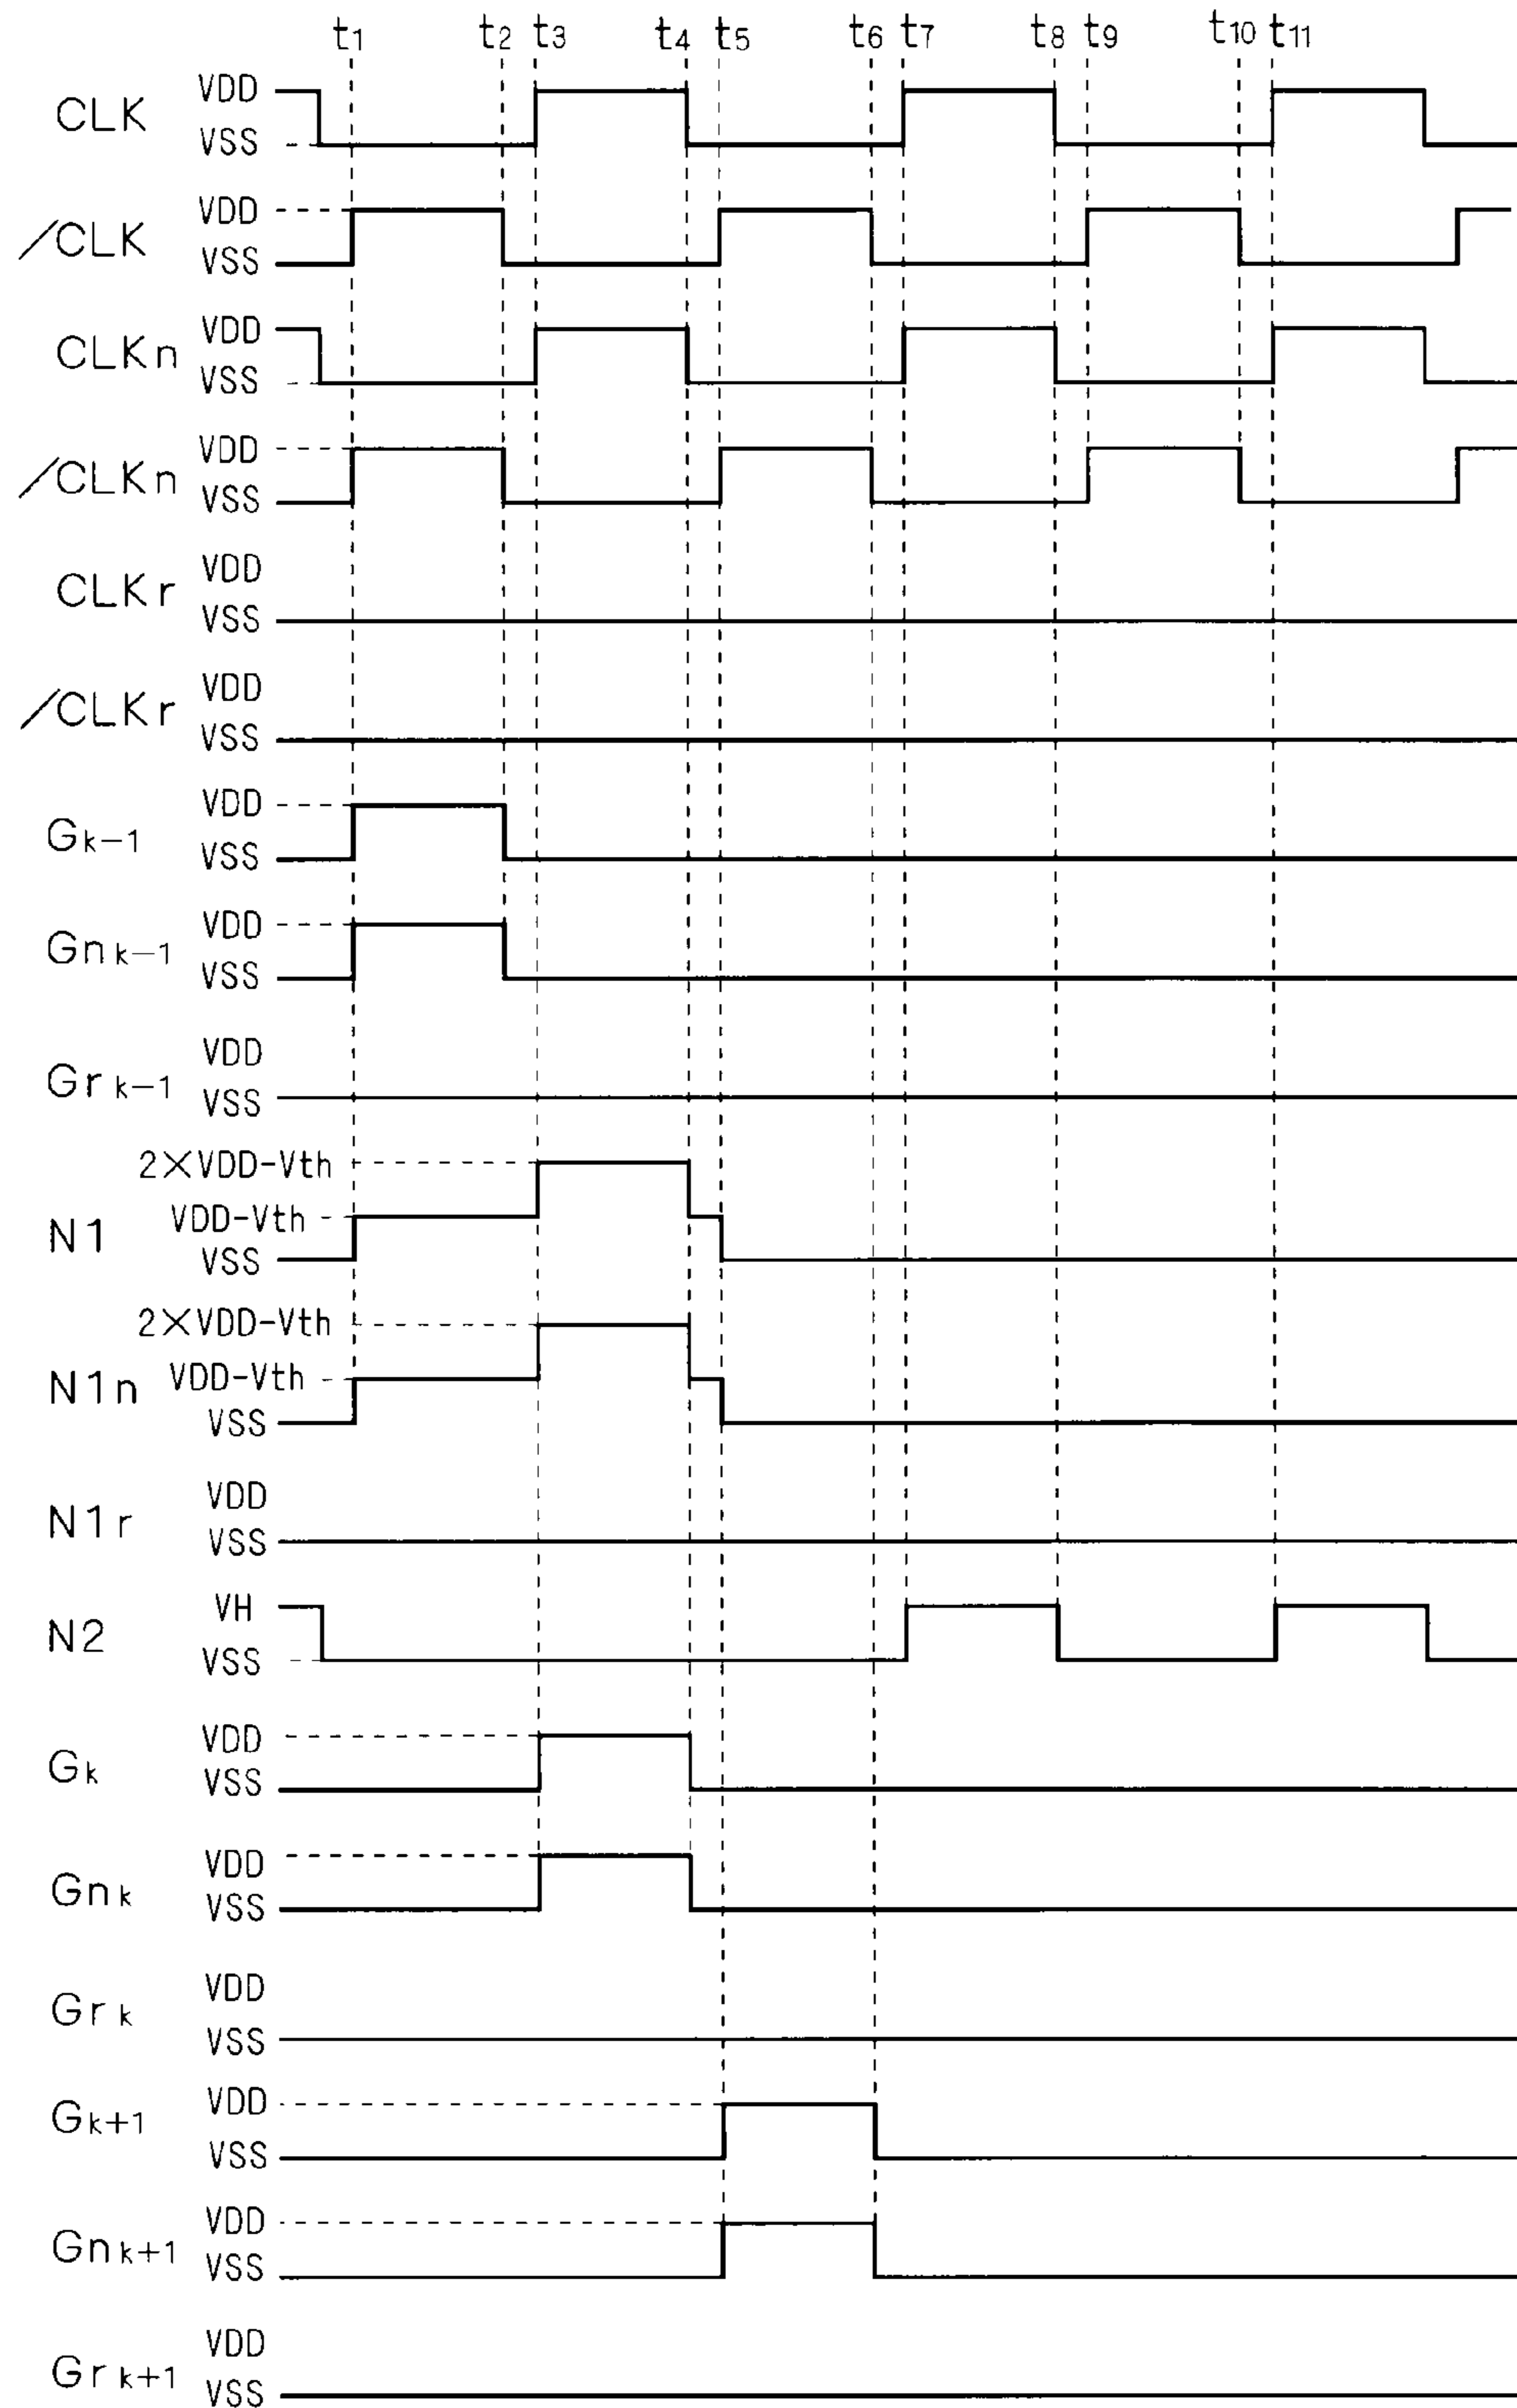 t1 t2 t3 t4 t5 t6 t7 t8 t9 t10 t11
CLK VDD
VSS
/CLK VDD
VSS
CLKn VDD
VSS
/CLKn VDD
VSS
CLKr VDD
VSS
/CLKr VDD
VSS
Gk-1 VDD
VSS
Gnk-1 VDD
VSS
Grk-1 VDD
VSS
N1 2×VDD-Vth
VDD-Vth
VSS
N1n 2×VDD-Vth
VDD-Vth
VSS
N1r VDD
VSS
N2 VH
VSS
Gk VDD
VSS
Gnk VDD
VSS
Grk VDD
VSS
Gk+1 VDD
VSS
Gnk+1 VDD
VSS
Grk+1 VDD
VSS